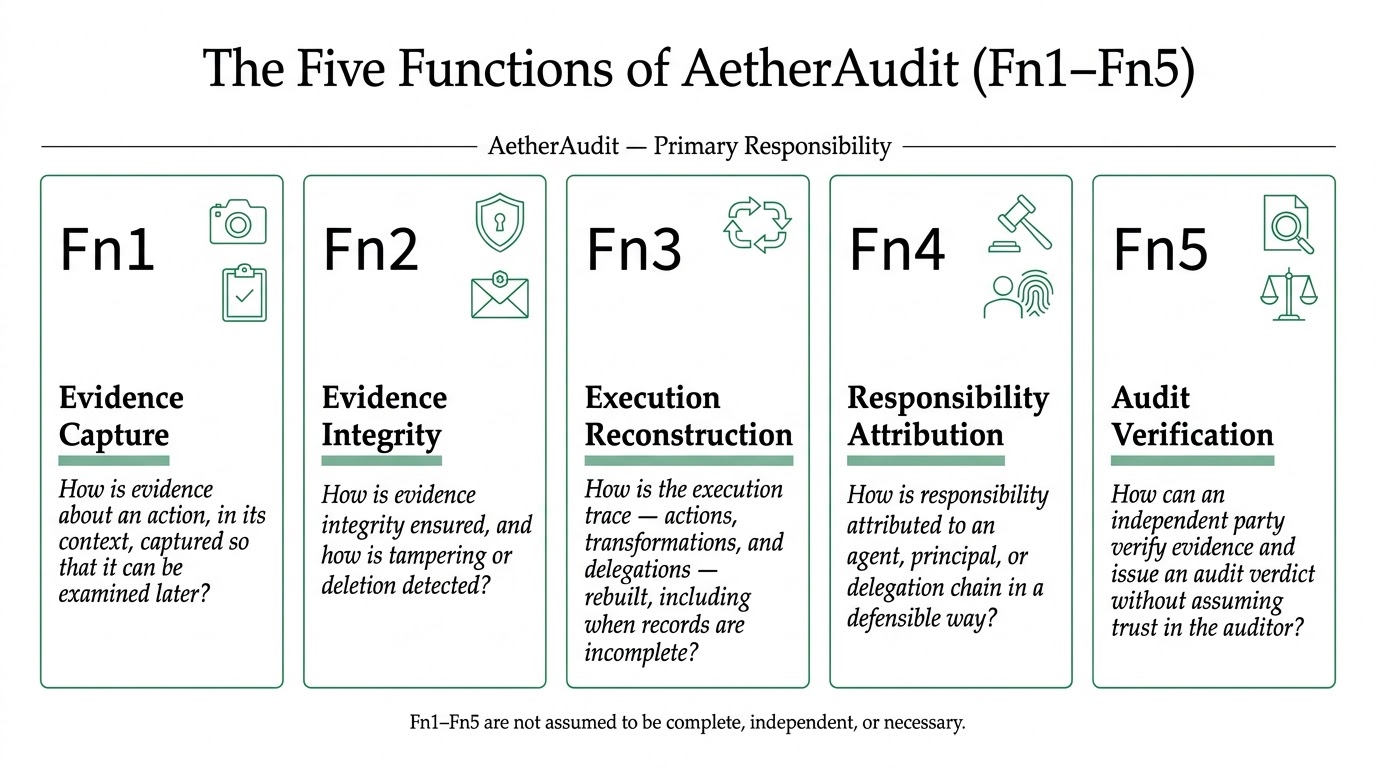 The Five Functions of AetherAudit (Fn1–Fn5)
AetherAudit — Primary Responsibility
Fn1
Evidence
Capture
How is evidence
about an action, in its
context, captured so
that it can be
examined later?
Fn2
Evidence
Integrity
How is evidence
integrity ensured, and
how is tampering or
deletion detected?
Fn3
Execution
Reconstruction
How is the execution
trace — actions,
transformations, and
delegations —
rebuilt, including
when records are
incomplete?
Fn4
Responsibility
Attribution
How is responsibility
attributed to an
agent, principal, or
delegation chain in a
defensible way?
Fn5
Audit
Verification
How can an
independent party
verify evidence and
issue an audit verdict
without assuming
trust in the auditor?
Fn1–Fn5 are not assumed to be complete, independent, or necessary.